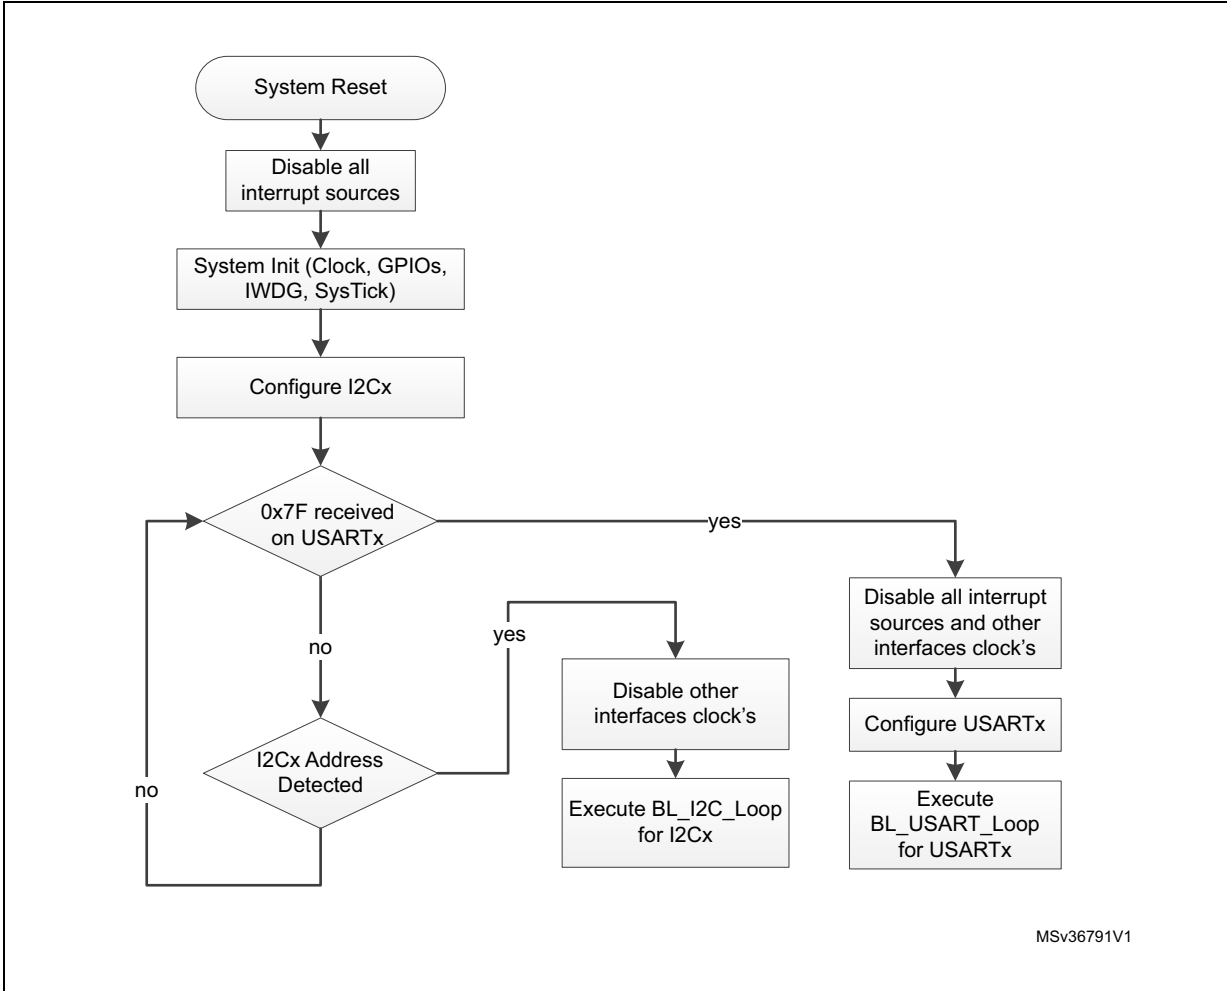 System Reset
Disable all
interrupt sources
System Init (Clock, GPIOs,
IWDG, SysTick)
Configure I2Cx
0x7F received
on USARTx
yes
no
I2Cx Address
Detected
no
yes
Disable other
interfaces clock’s
Execute BL_I2C_Loop
for I2Cx
Disable all interrupt
sources and other
interfaces clock’s
Configure USARTx
Execute
BL_USART_Loop
for USARTx
MSv36791V1